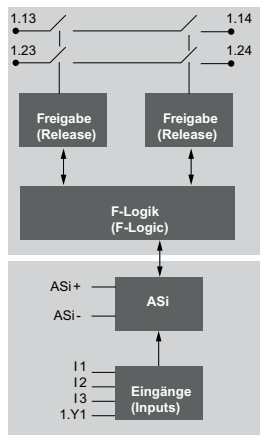 1.13 1.14
1.23 1.24
Freigabe (Release)
Freigabe (Release)
F-Logik
(F-Logic)
ASi+
ASi-
ASi
I1
I2
I3
1.Y1
Eingänge
(Inputs)